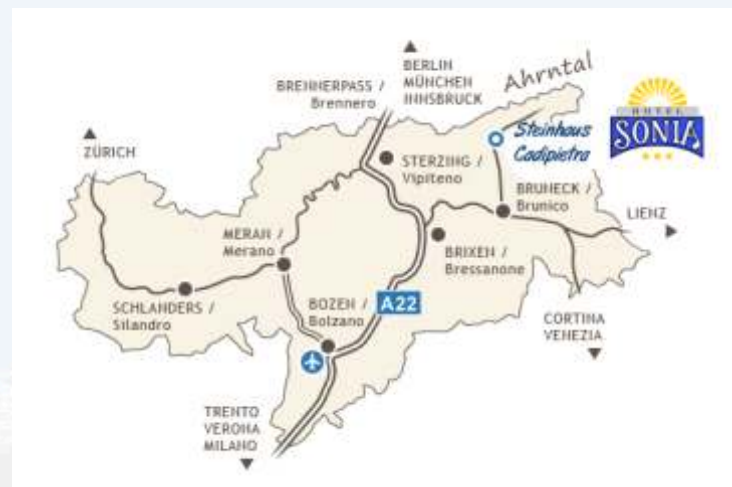 BERLIN
MÜNCHEN
INNSBRUCK
BRENNERPASS /
Brennero
Ahrntal
HOTEL
SONIA
Steinhaus
Cadipietra
ZÜRICH
STERZING /
Vipiteno
BRUNECK /
Brunico
LIENZ
MERAN /
Merano
BRIXEN /
Bressanone
SCHLANDERS /
Silandro
BOZEN /
Bolzano
A22
CORTINA
VENEZIA
TRENTO
VERONA
MILANO